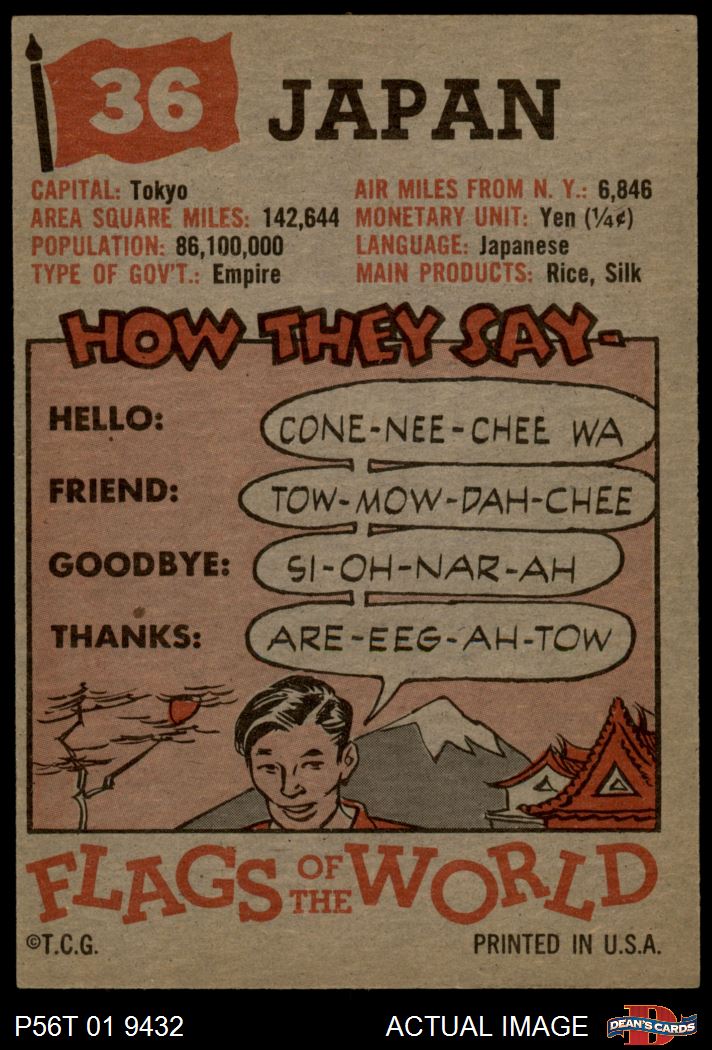 36
JAPAN
CAPITAL: Tokyo
AREA SQUARE MILES: 142,644
POPULATION: 86,100,000
TYPE OF GOV'T.: Empire
AIR MILES FROM N. Y.: 6,846
MONETARY UNIT: Yen (¼¢)
LANGUAGE: Japanese
MAIN PRODUCTS: Rice, Silk
HOW THEY SAY-
HELLO: CONE-NEE-CHEE WA
FRIEND: TOW-MOW-DAH-CHEE
GOODBYE: SI-OH-NAR-AH
THANKS: ARE-EEG-AH-TOW
FLAGS OF THE WORLD
©T.C.G. PRINTED IN U.S.A.
P56T 01 9432 ACTUAL IMAGE D DEAN'S CARDS